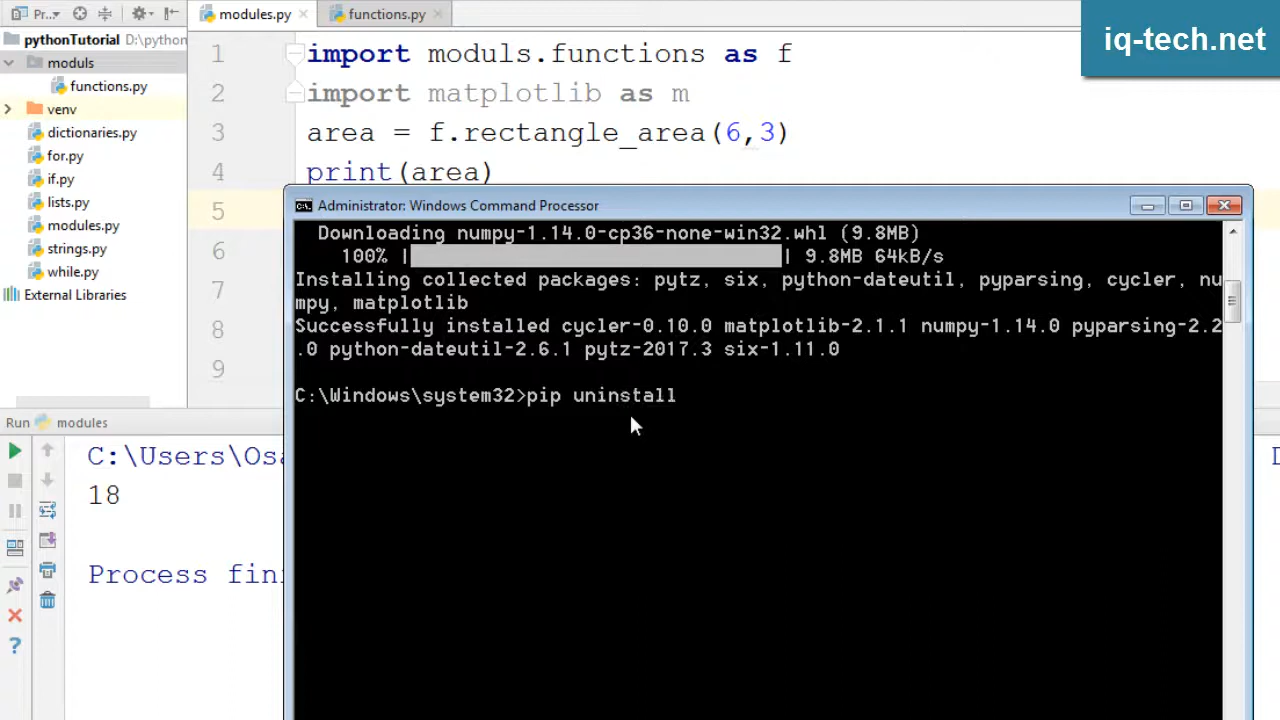 Pr...
modules.py
functions.py
iq-tech.net
pythonTutorial D:\python
moduls
functions.py
venv
dictionaries.py
for.py
if.py
lists.py
modules.py
strings.py
while.py
External Libraries
1 import moduls.functions as f
2 import matplotlib as m
3 area = f.rectangle_area(6,3)
4 print(area)
5
6
7
8
9
Administrator: Windows Command Processor
Downloading numpy-1.14.0-cp36-none-win32.whl (9.8MB)
100% | | 9.8MB 64kB/s
Installing collected packages: pytz, six, python-dateutil, pyparsing, cycler, nu
mpy, matplotlib
Successfully installed cycler-0.10.0 matplotlib-2.1.1 numpy-1.14.0 pyparsing-2.2
.0 python-dateutil-2.6.1 pytz-2017.3 six-1.11.0
C:\Windows\system32>pip uninstall
Run modules
C:\Users\Osa
18
Process fin